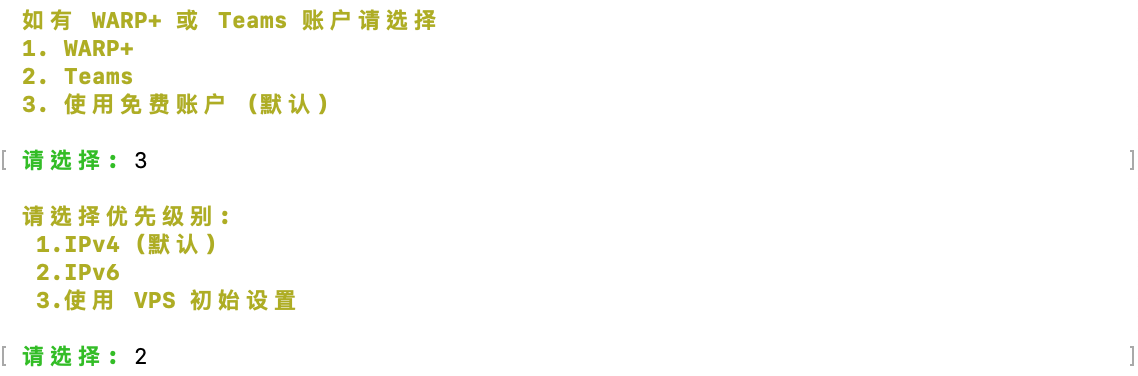 如有 WARP+ 或 Teams 账户请选择
1. WARP+
2. Teams
3. 使用免费账户 (默认)
[ 请选择: 3 ]
请选择优先级别:
1.IPv4 (默认)
2.IPv6
3.使用 VPS 初始设置
[ 请选择: 2 ]